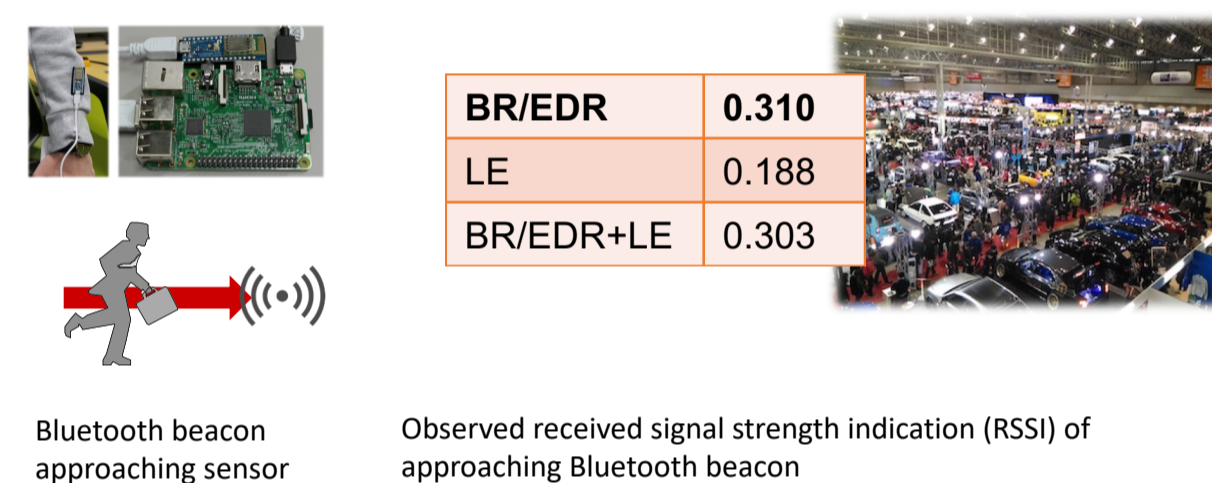 BR/EDR 0.310
LE 0.188
BR/EDR+LE 0.303
Bluetooth beacon
approaching sensor
Observed received signal strength indication (RSSI) of
approaching Bluetooth beacon